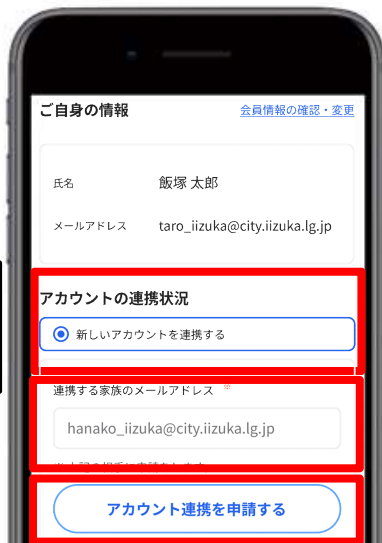 ご自身の情報 会員情報の確認・変更
氏名 飯塚 太郎
メールアドレス taro_iizuka@city.iizuka.lg.jp
アカウントの連携状況
新しいアカウントを連携する
連携する家族のメールアドレス ※
hanako_iizuka@city.iizuka.lg.jp
アカウント連携を申請する